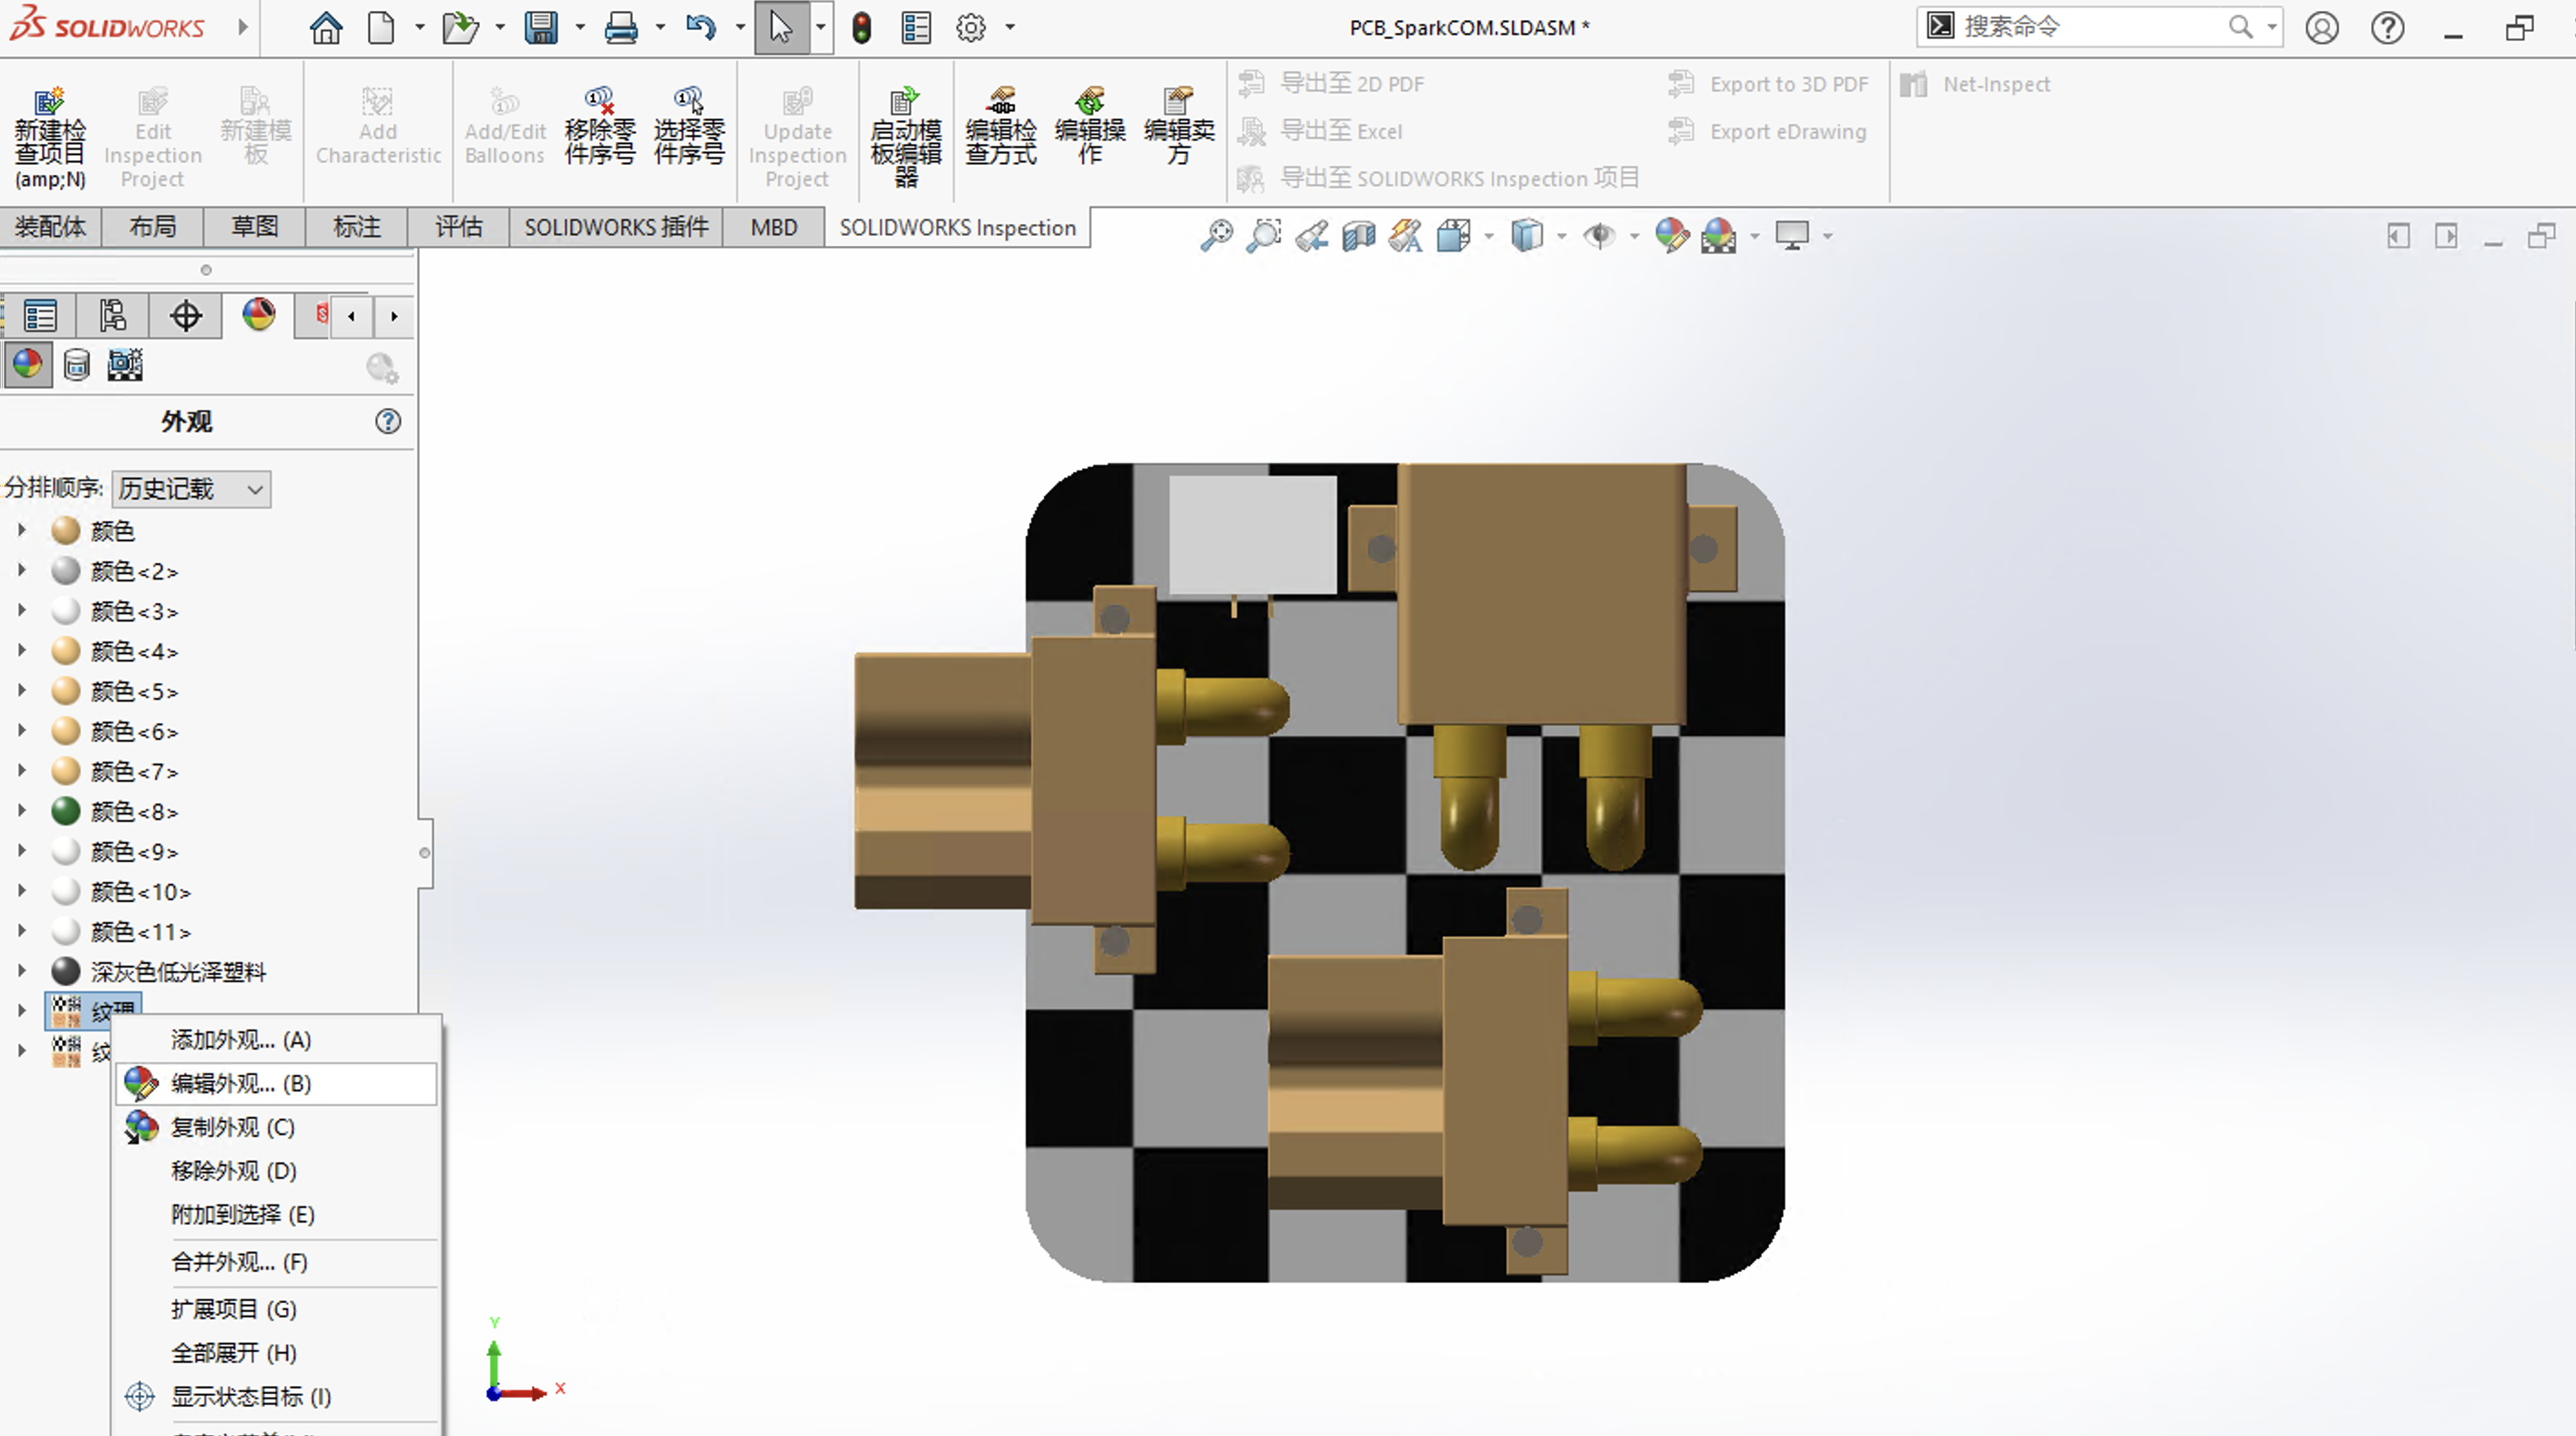 SOLIDWORKS
PCB_SparkCOM.SLDASM *
搜索命令
新建检查项目(amp;N)
Edit Inspection Project
新建模板
Add Characteristic
Add/Edit Balloons
移除零件序号
选择零件序号
Update Inspection Project
启动模板编辑器
编辑检查方式
编辑操作
编辑卖方
导出至 2D PDF
导出至 Excel
导出至 SOLIDWORKS Inspection 项目
Export to 3D PDF
Export eDrawing
Net-Inspect
装配体
布局
草图
标注
评估
SOLIDWORKS 插件
MBD
SOLIDWORKS Inspection
外观
分排顺序:
历史记载
颜色
颜色<2>
颜色<3>
颜色<4>
颜色<5>
颜色<6>
颜色<7>
颜色<8>
颜色<9>
颜色<10>
颜色<11>
深灰色低光泽塑料
纹理
纹
添加外观... (A)
编辑外观... (B)
复制外观 (C)
移除外观 (D)
附加到选择 (E)
合并外观... (F)
扩展项目 (G)
全部展开 (H)
显示状态目标 (I)
Y
X